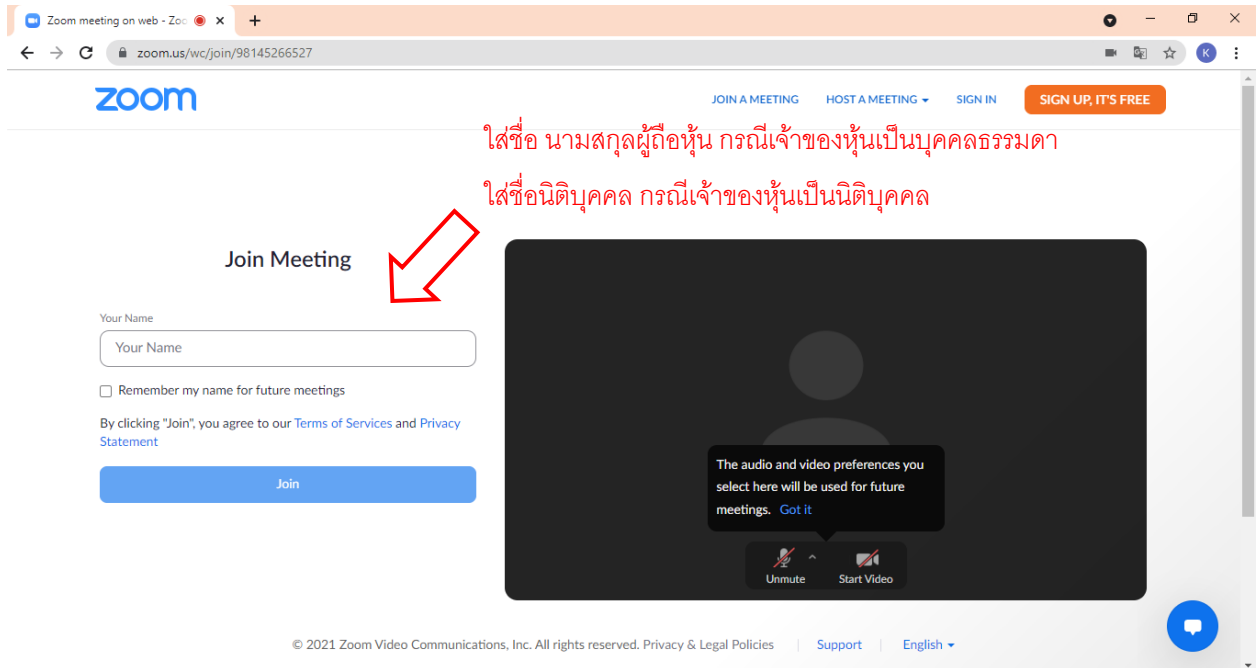 Zoom meeting on web - Zoo
zoom.us/wc/join/98145266527
K
zoom
JOIN A MEETING
HOST A MEETING
SIGN IN
SIGN UP, IT'S FREE
ใส่ชื่อ นามสกุลผู้ถือหุ้น กรณีเจ้าของหุ้นเป็นบุคคลธรรมดา
ใส่ชื่อนิติบุคคล กรณีเจ้าของหุ้นเป็นนิติบุคคล
Join Meeting
Your Name
Your Name
Remember my name for future meetings
By clicking "Join", you agree to our Terms of Services and Privacy
Statement
Join
The audio and video preferences you
select here will be used for future
meetings. Got it
Unmute
Start Video
© 2021 Zoom Video Communications, Inc. All rights reserved. Privacy & Legal Policies
Support
English